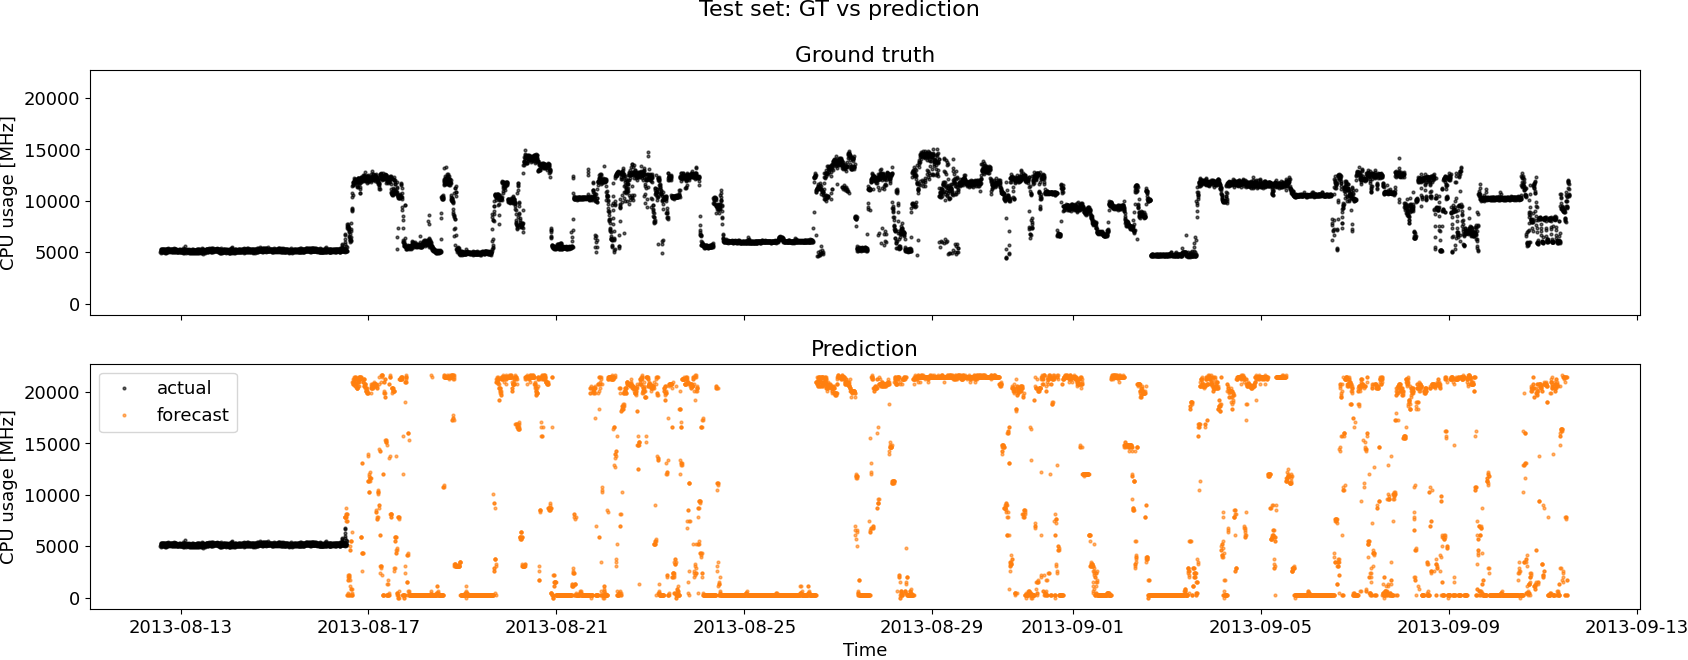 Test set: GT vs prediction
Ground truth
CPU usage [MHz]
20000
15000
10000
5000
0
Prediction
CPU usage [MHz]
20000
15000
10000
5000
0
actual
forecast
2013-08-13 2013-08-17 2013-08-21 2013-08-25 2013-08-29 2013-09-01 2013-09-05 2013-09-09 2013-09-13
Time